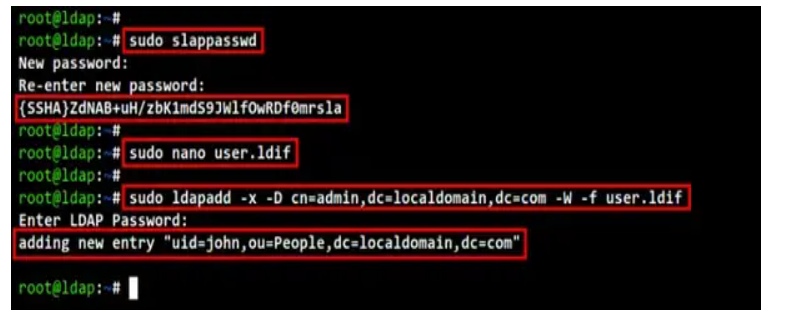 root@ldap:~#
root@ldap:~# sudo slappasswd
New password:
Re-enter new password:
{SSHA}ZdNAB+uH/zbK1mdS9JWlfOwRDf0mrsla
root@ldap:~#
root@ldap:~# sudo nano user.ldif
root@ldap:~#
root@ldap:~# sudo ldapadd -x -D cn=admin,dc=localdomain,dc=com -W -f user.ldif
Enter LDAP Password:
adding new entry "uid=john,ou=People,dc=localdomain,dc=com"
root@ldap:~#